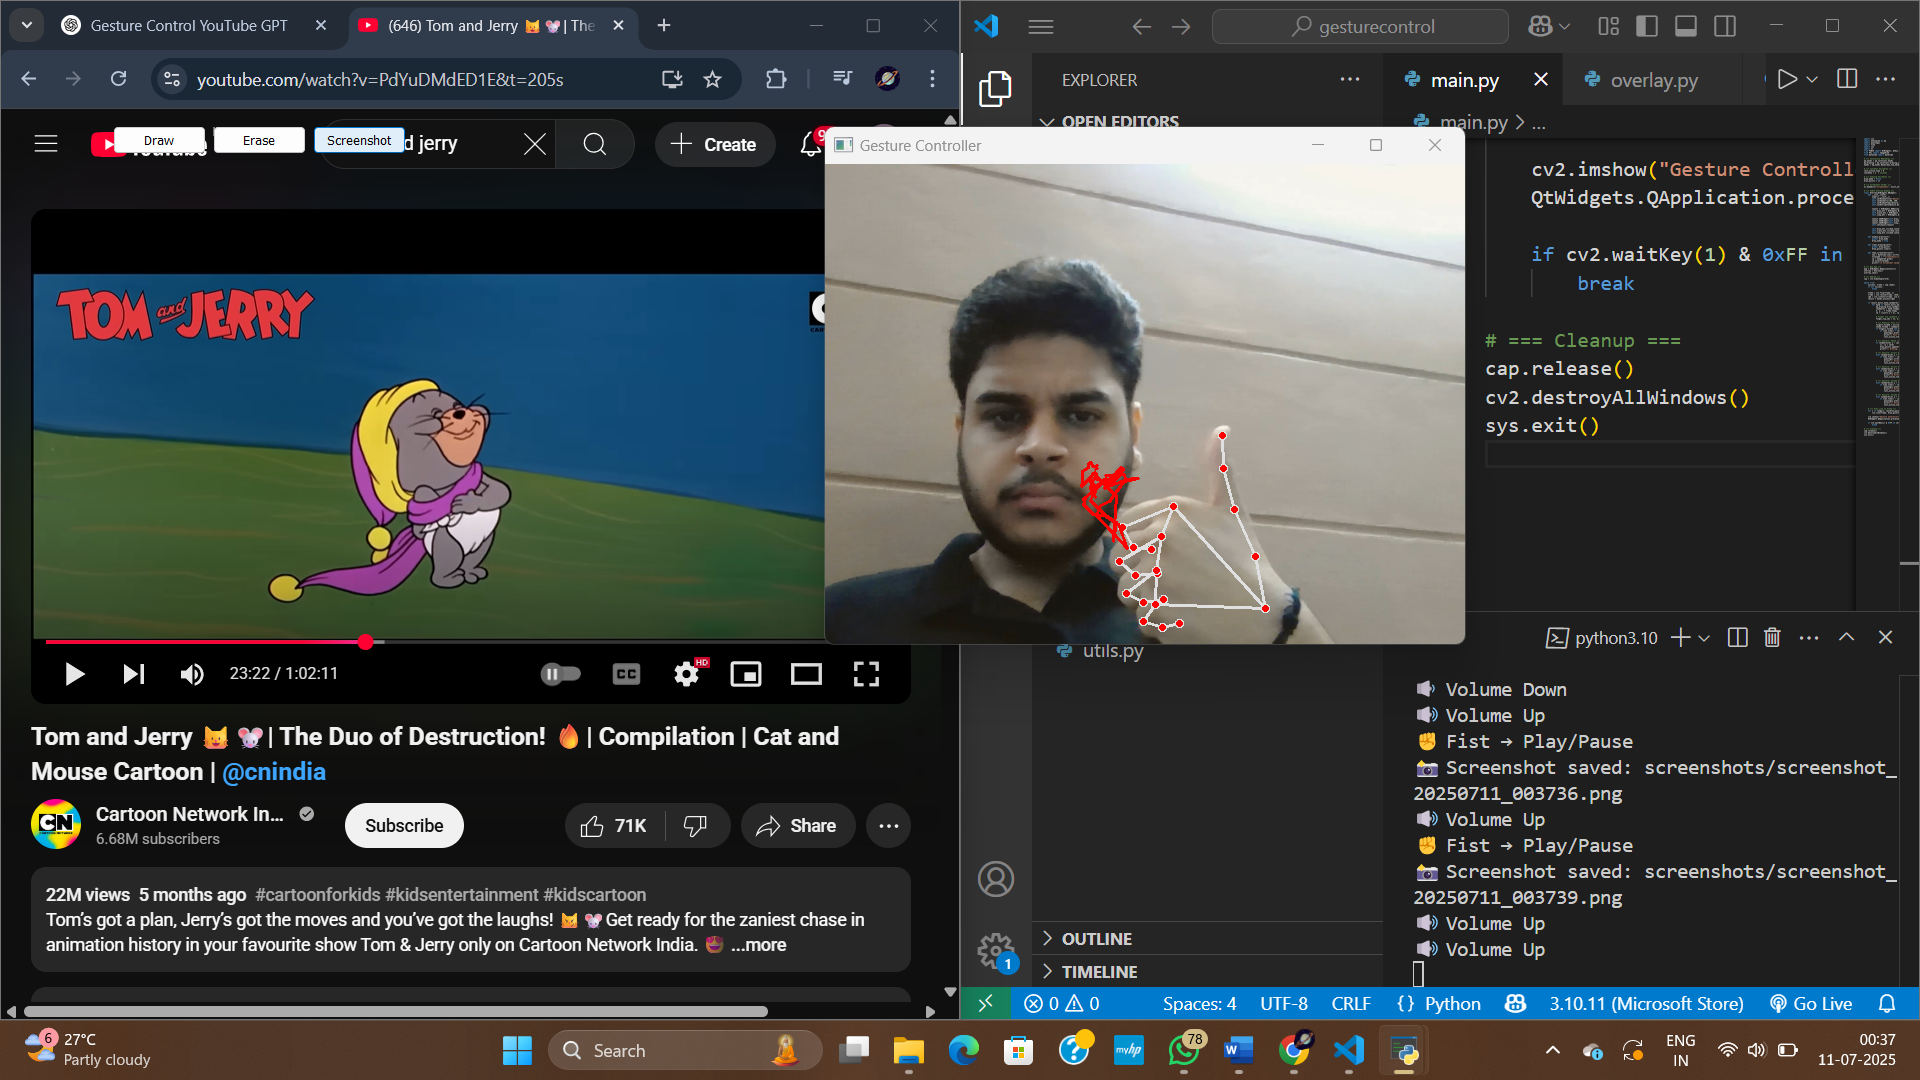 Gesture Control YouTube GPT
(646) Tom and Jerry 😺 🐭| The
youtube.com/watch?v=PdYuDMdED1E&t=205s
Draw
Erase
Screenshot
d jerry
Create
TOM and JERRY
23:22 / 1:02:11
CC
HD
Tom and Jerry 😺 🐭| The Duo of Destruction! 🔥 | Compilation | Cat and
Mouse Cartoon | @cnindia
CN
Cartoon Network In...
6.68M subscribers
Subscribe
71K
Share
22M views 5 months ago #cartoonforkids #kidsentertainment #kidscartoon
Tom’s got a plan, Jerry’s got the moves and you’ve got the laughs! 😺 🐭Get ready for the zaniest chase in
animation history in your favourite show Tom & Jerry only on Cartoon Network India. 🤩 ...more
gesturecontrol
EXPLORER
OPEN EDITORS
main.py
overlay.py
main.py > ...
Gesture Controller
cv2.imshow("Gesture Controll
QtWidgets.QApplication.proce
if cv2.waitKey(1) & 0xFF in
break
# === Cleanup ===
cap.release()
cv2.destroyAllWindows()
sys.exit()
utils.py
python3.10
🔉 Volume Down
🔊 Volume Up
✊ Fist → Play/Pause
📸 Screenshot saved: screenshots/screenshot_
20250711_003736.png
🔊 Volume Up
✊ Fist → Play/Pause
📸 Screenshot saved: screenshots/screenshot_
20250711_003739.png
🔊 Volume Up
🔊 Volume Up
OUTLINE
TIMELINE
1
0 0
Spaces: 4
UTF-8
CRLF
{ } Python
3.10.11 (Microsoft Store)
Go Live
6
27°C
Partly cloudy
Search
myhp
78
W
ENG
IN
00:37
11-07-2025